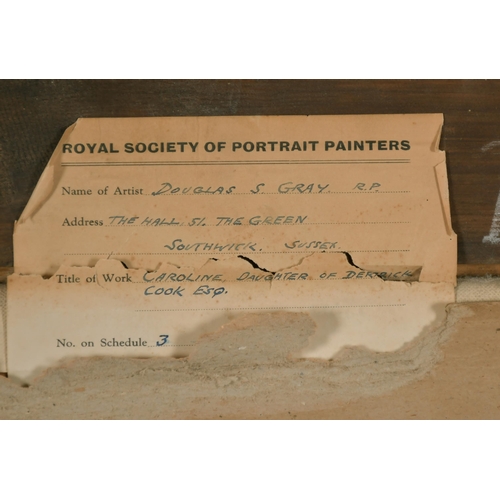 ROYAL SOCIETY OF PORTRAIT PAINTERS
Name of Artist DOUGLAS S. GRAY. R.P.
Address THE HALL, 51. THE GREEN
SOUTHWICK. SUSSEX.
Title of Work CAROLINE, DAUGHTER OF DERRICK
COOK ESQ.
No. on Schedule 3